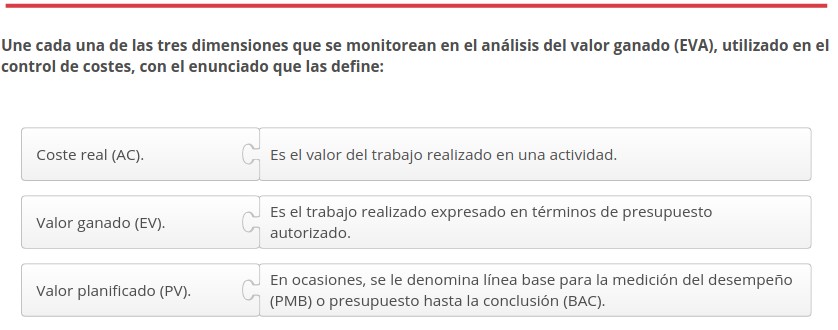 Une cada una de las tres dimensiones que se monitorean en el análisis del valor ganado (EVA), utilizado en el
control de costes, con el enunciado que las define:
Coste real (AC).
Es el valor del trabajo realizado en una actividad.
Valor ganado (EV).
Es el trabajo realizado expresado en términos de presupuesto
autorizado.
Valor planificado (PV).
En ocasiones, se le denomina línea base para la medición del desempeño
(PMB) o presupuesto hasta la conclusión (BAC).